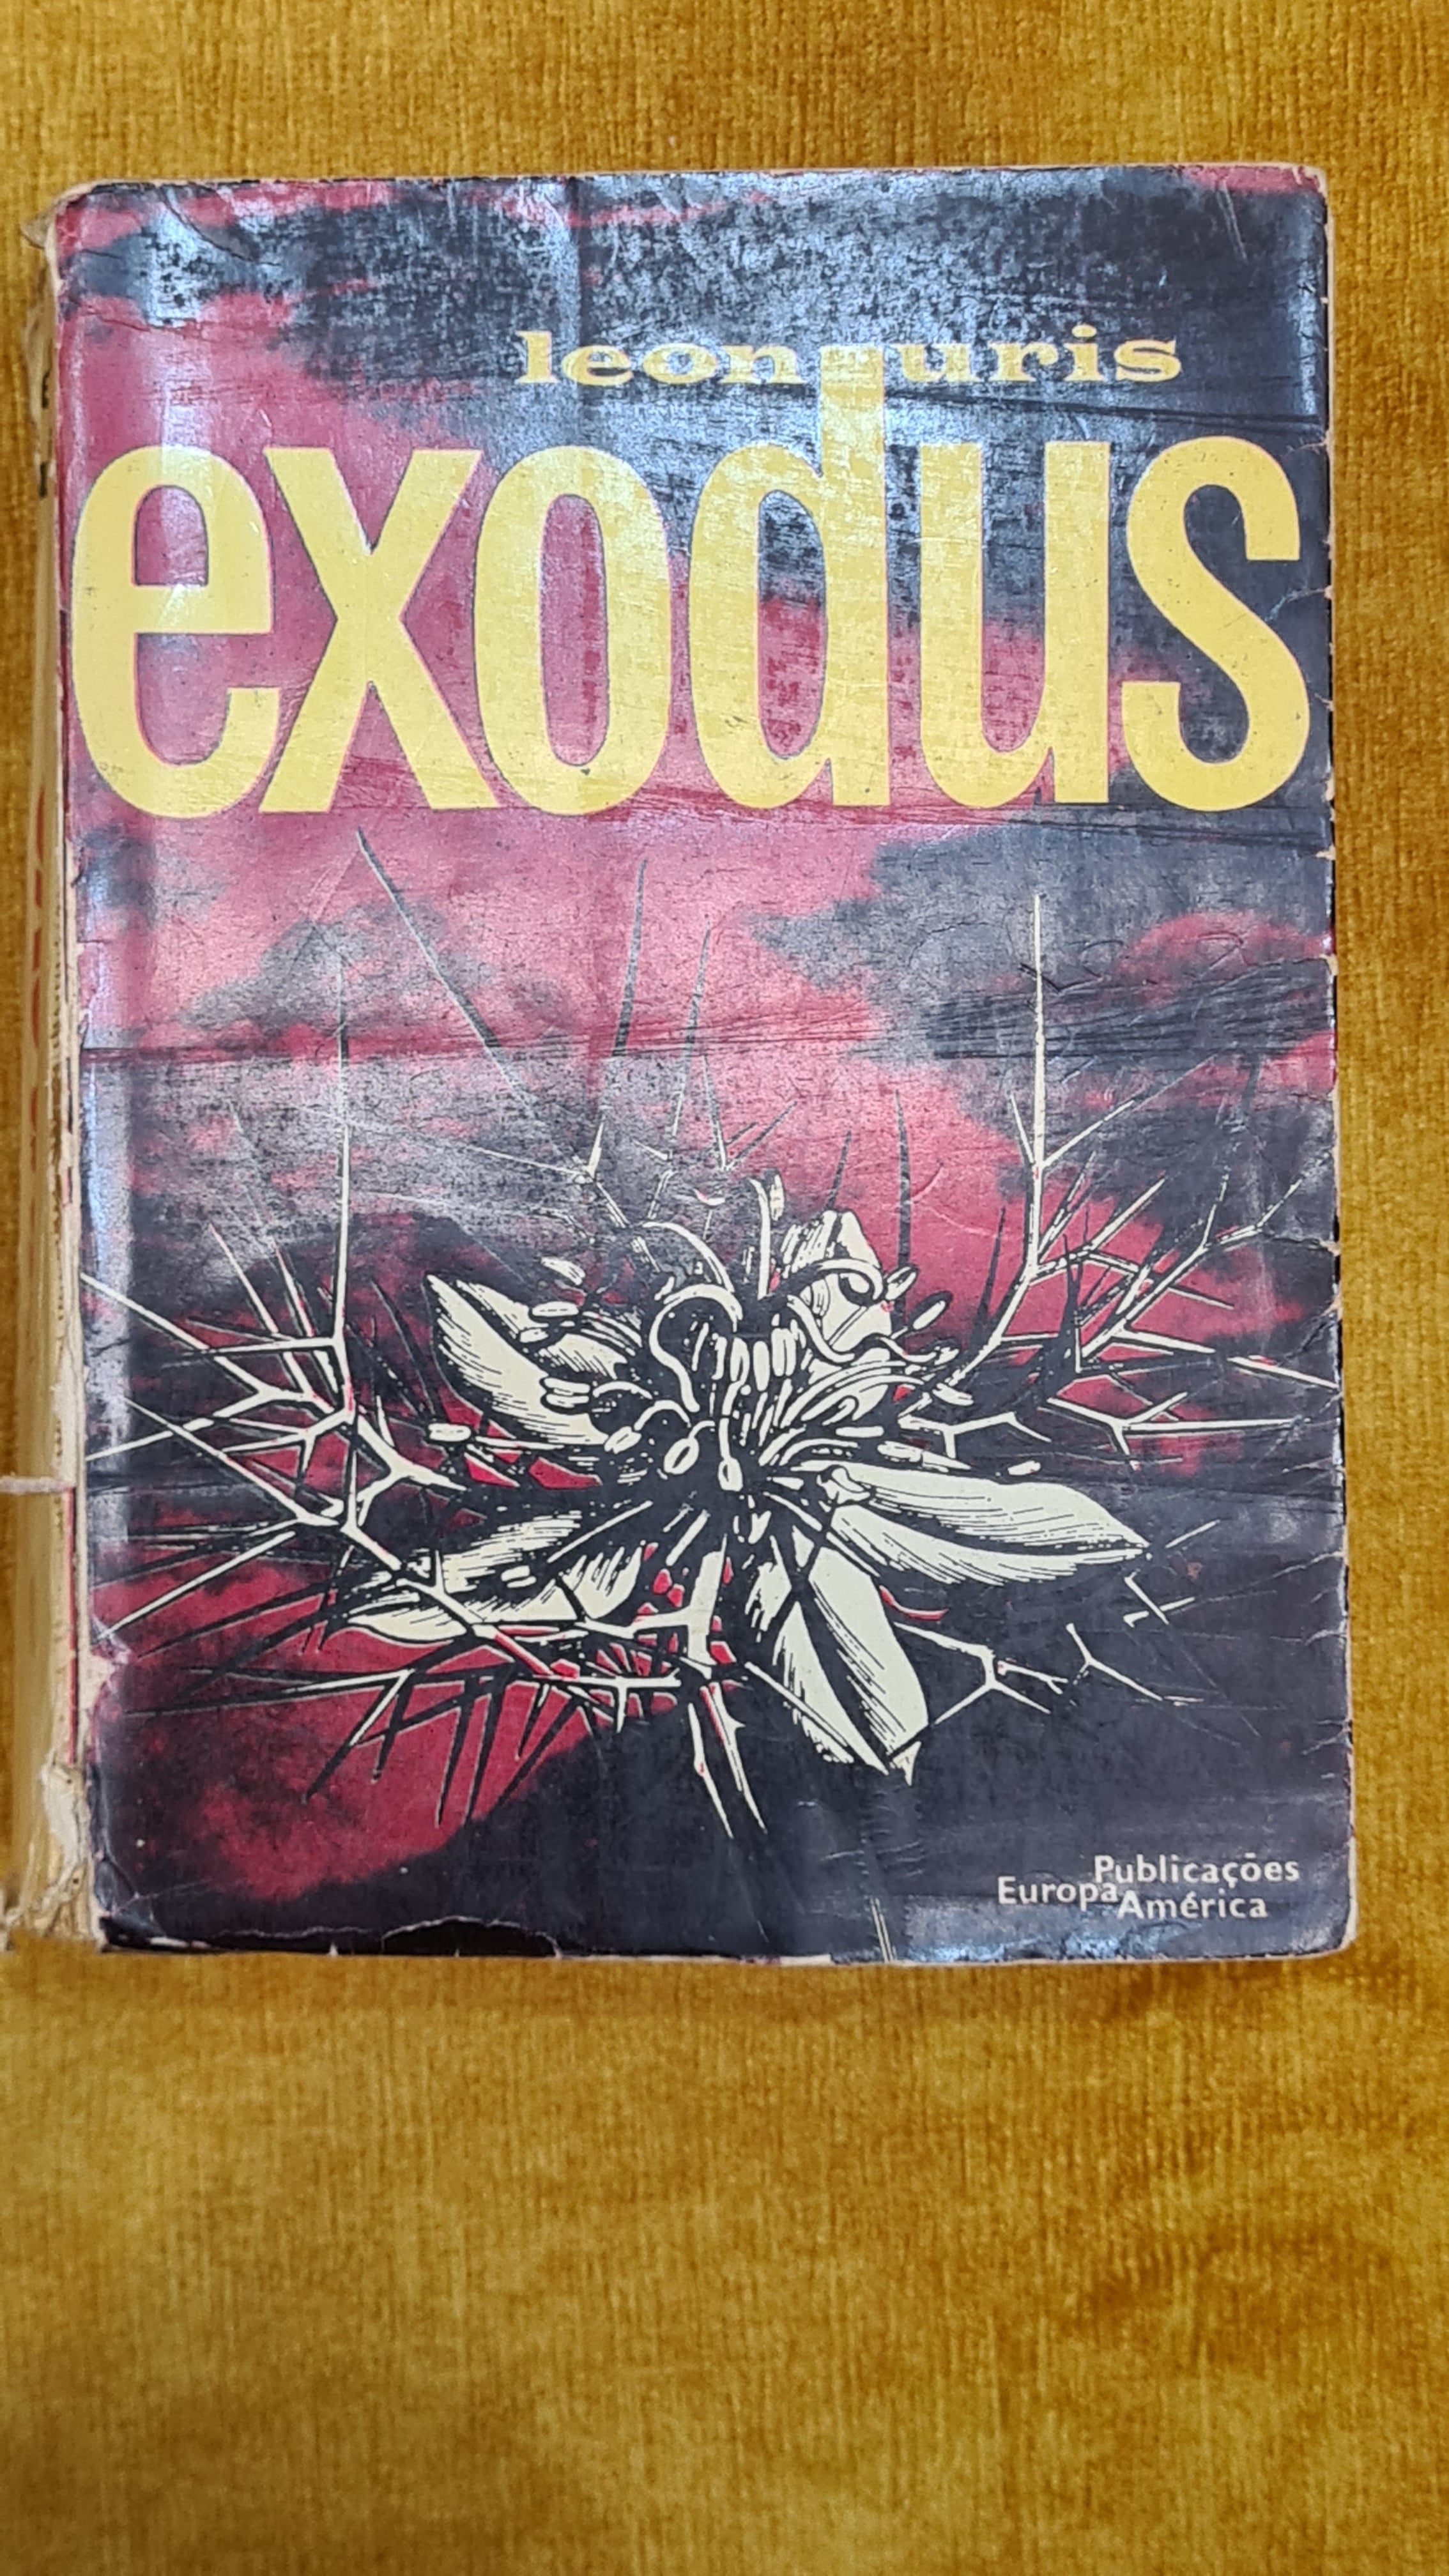 leon uris
exodus
Publicações
Europa América